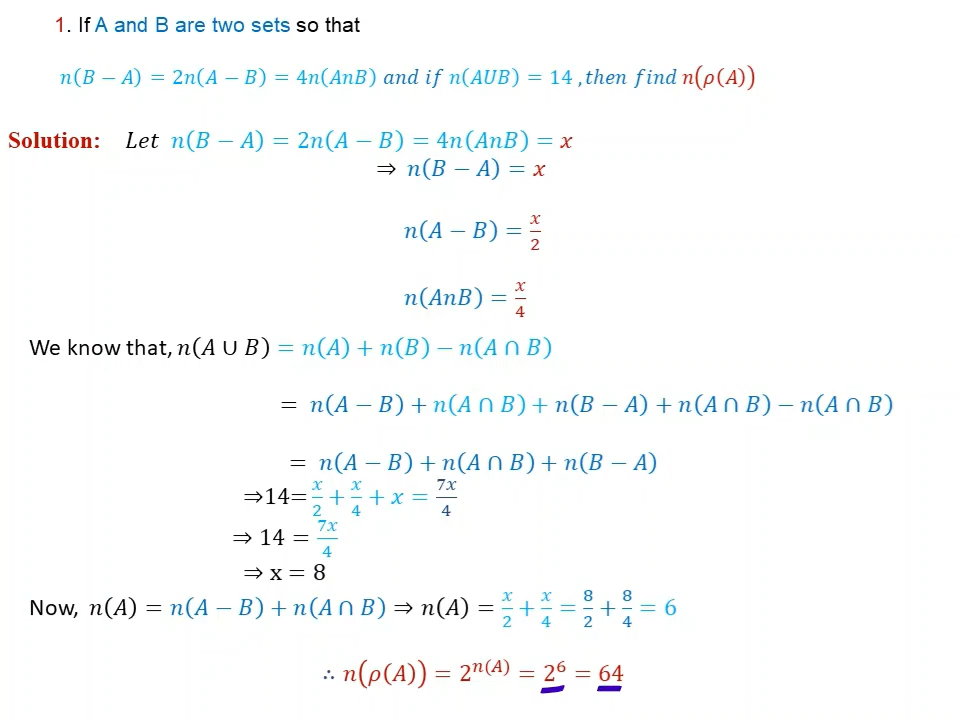 1. If A and B are two sets so that
n(B − A) = 2n(A − B) = 4n(AnB) and if n(AUB) = 14 , then find n(ρ(A))
Solution: Let n(B − A) = 2n(A − B) = 4n(AnB) = x
⇒ n(B − A) = x
n(A − B) = x/2
n(AnB) = x/4
We know that, n(A ∪ B) = n(A) + n(B) − n(A ∩ B)
= n(A − B) + n(A ∩ B) + n(B − A) + n(A ∩ B) − n(A ∩ B)
= n(A − B) + n(A ∩ B) + n(B − A)
⇒14= x/2 + x/4 + x = 7x/4
⇒ 14 = 7x/4
⇒ x = 8
Now, n(A) = n(A − B) + n(A ∩ B) ⇒ n(A) = x/2 + x/4 = 8/2 + 8/4 = 6
∴ n(ρ(A)) = 2^n(A) = 2^6 = 64